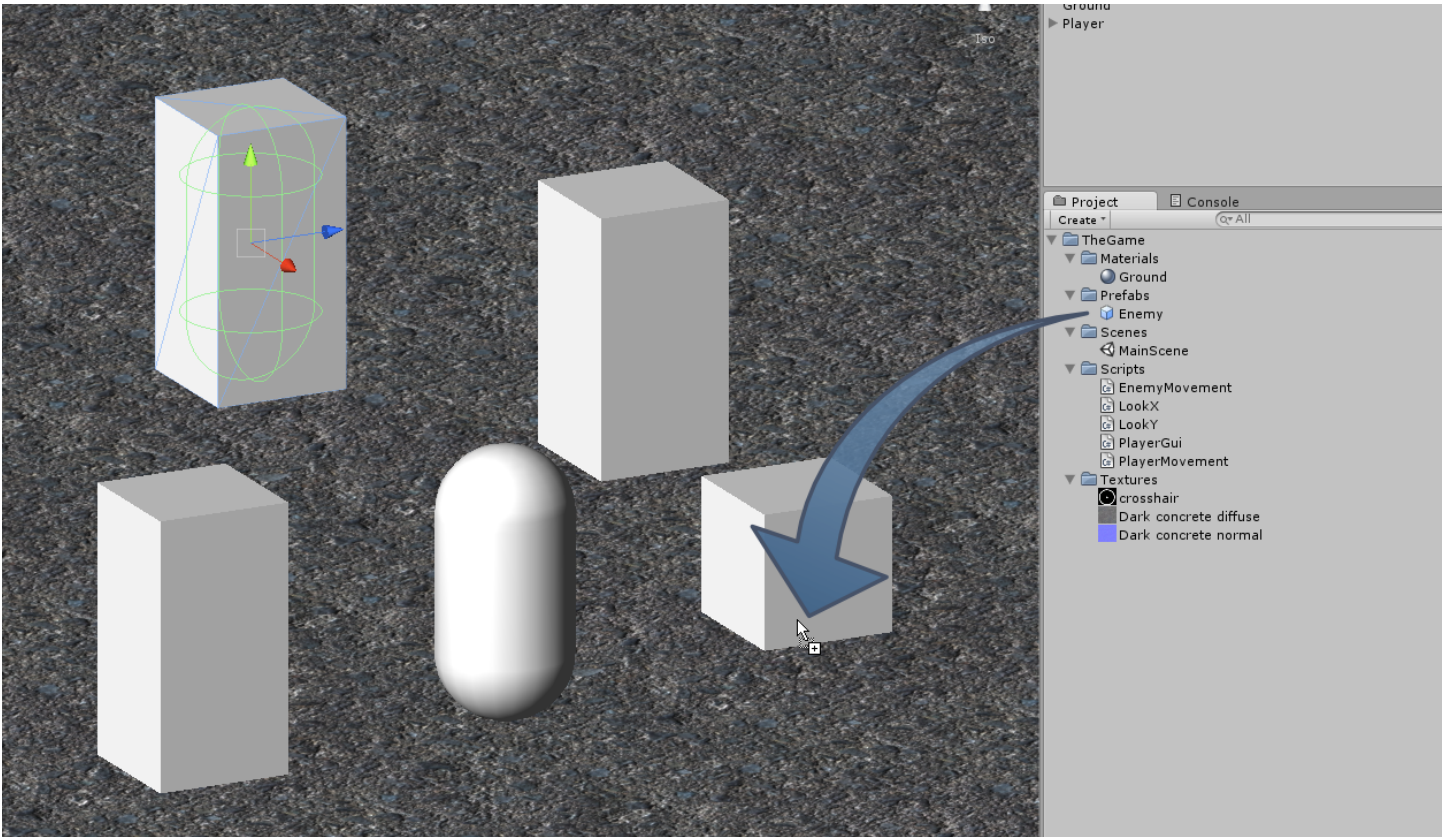 Ground
Player
Iso
Project
Console
Create
All
TheGame
Materials
Ground
Prefabs
Enemy
Scenes
MainScene
Scripts
EnemyMovement
LookX
LookY
PlayerGui
PlayerMovement
Textures
crosshair
Dark concrete diffuse
Dark concrete normal